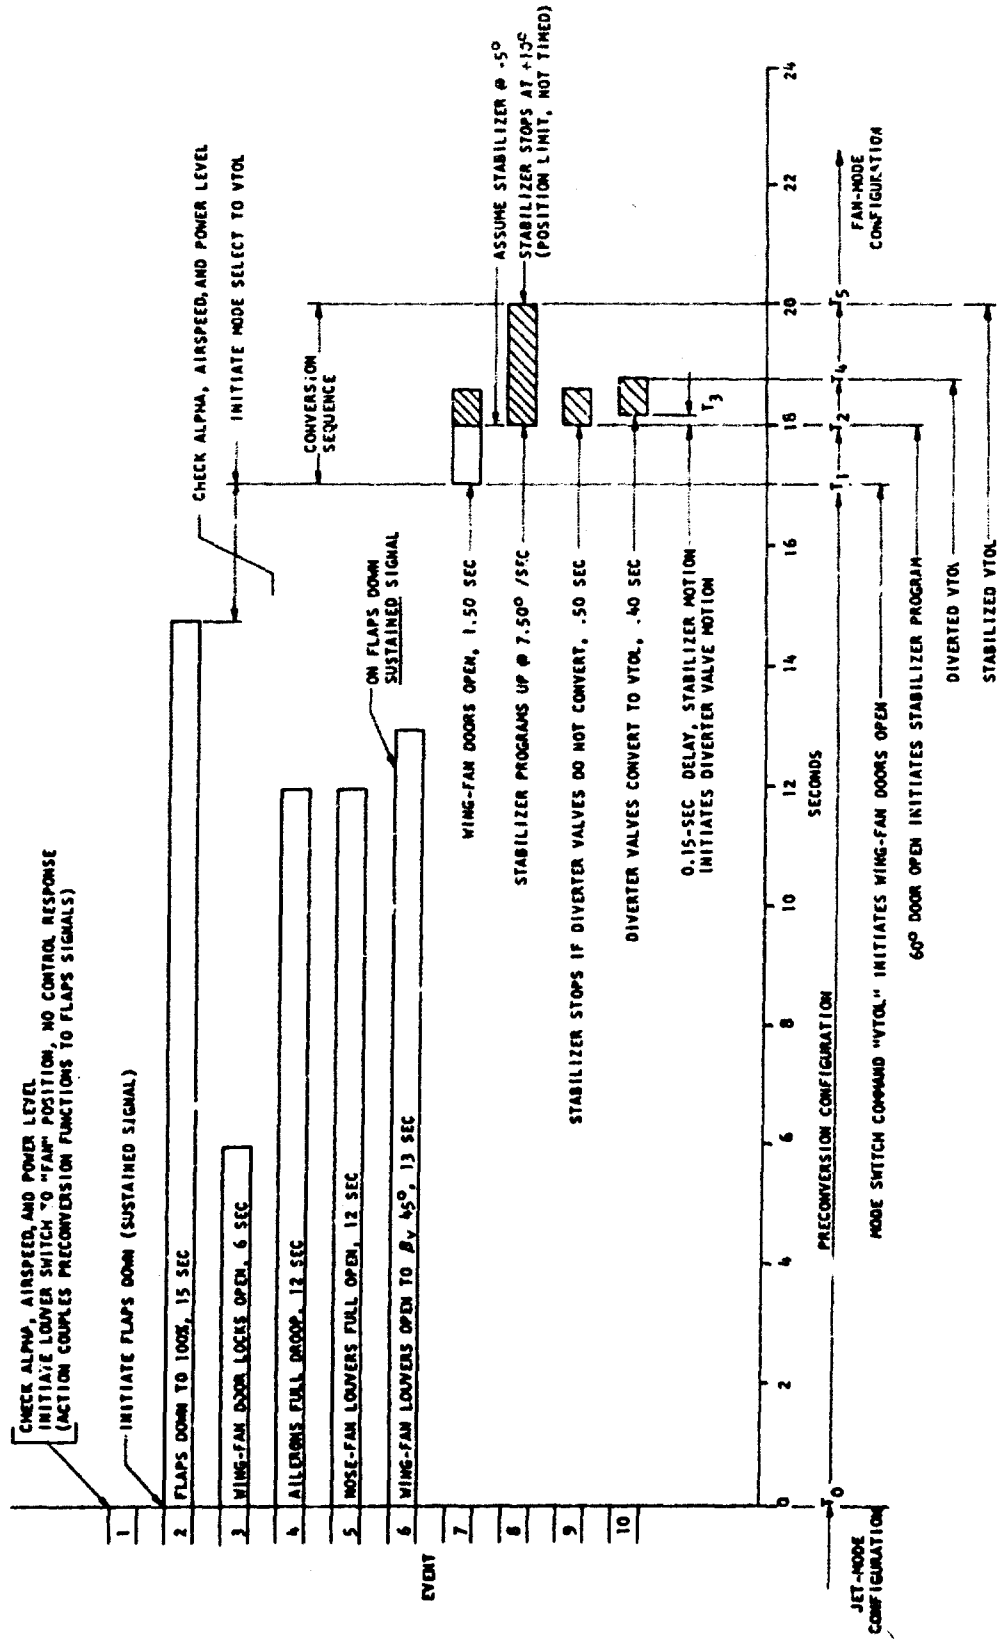 CHECK ALPHA, AIRSPEED, AND POWER LEVEL
INITIATE LOUVER SWITCH TO "FAN" POSITION, NO CONTROL RESPONSE
(ACTION COUPLES PRECONVERSION FUNCTIONS TO FLAPS SIGNALS)
INITIATE FLAPS DOWN (SUSTAINED SIGNAL)
CHECK ALPHA, AIRSPEED, AND POWER LEVEL
INITIATE MODE SELECT TO VTOL
CONVERSION
SEQUENCE
EVENT
1
2
FLAPS DOWN TO 100%, 15 SEC
3
WING-FAN DOOR LOCKS OPEN, 6 SEC
4
AILERONS FULL DROOP, 12 SEC
5
NOSE-FAN LOUVERS FULL OPEN, 12 SEC
6
WING-FAN LOUVERS OPEN TO βv 45°, 13 SEC
ON FLAPS DOWN
SUSTAINED SIGNAL
7
WING-FAN DOORS OPEN, 1.50 SEC
ASSUME STABILIZER @ -5°
8
STABILIZER PROGRAMS UP @ 7.50° /SEC
STABILIZER STOPS AT +10°
(POSITION LIMIT, NOT TIMED)
9
STABILIZER STOPS IF DIVERTER VALVES DO NOT CONVERT, .50 SEC
10
DIVERTER VALVES CONVERT TO VTOL, .40 SEC
0.15-SEC DELAY, STABILIZER MOTION
INITIATES DIVERTER VALVE MOTION
T3
0 2 4 6 8 10 12 14 16 18 20 22 24
SECONDS
JET-MODE
CONFIGURATION
T0
PRECONVERSION CONFIGURATION
T1 T2 T4 T5
FAN-MODE
CONFIGURATION
MODE SWITCH COMMAND "VTOL" INITIATES WING-FAN DOORS OPEN
60° DOOR OPEN INITIATES STABILIZER PROGRAM
DIVERTED VTOL
STABILIZED VTOL